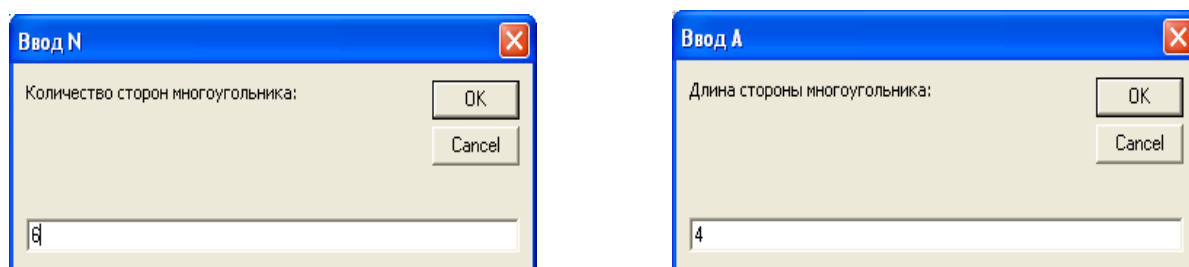 Ввод N
Количество сторон многоугольника:
OK
Cancel
6
Ввод A
Длина стороны многоугольника:
OK
Cancel
4